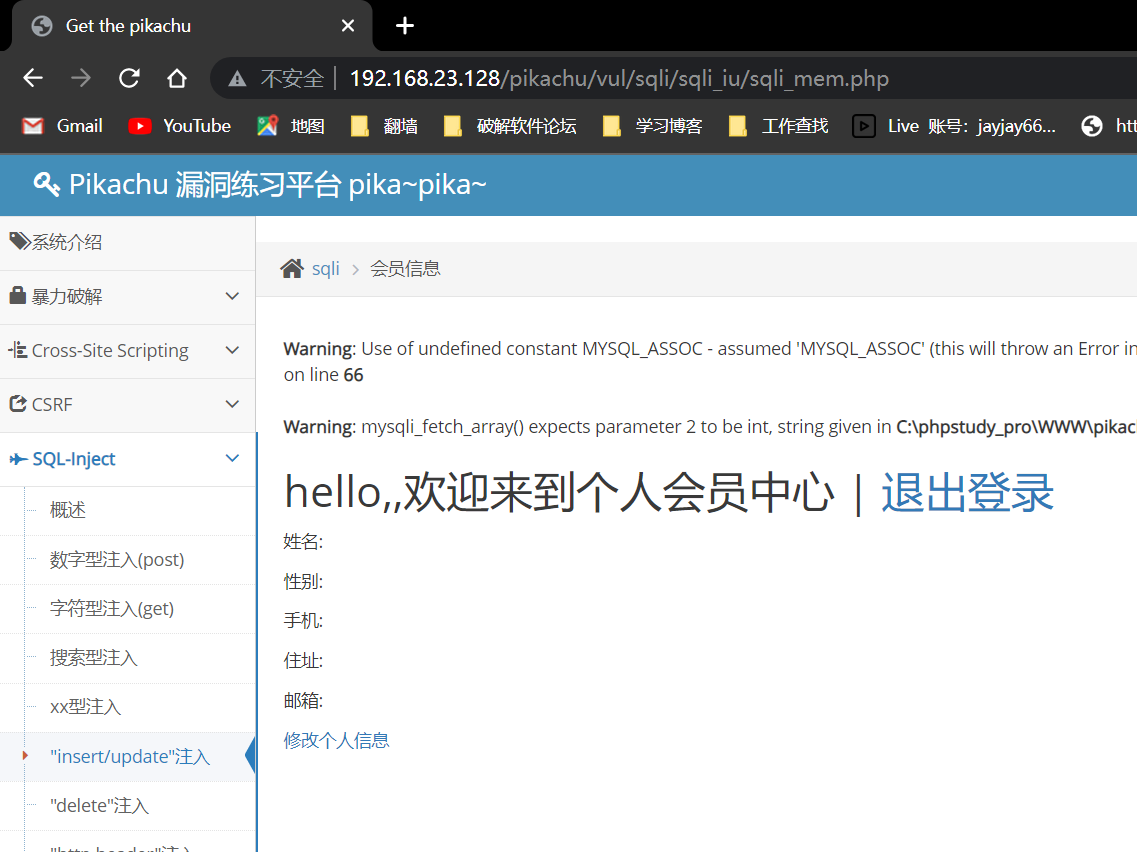 Get the pikachu
不安全 192.168.23.128/pikachu/vul/sqli/sqli_iu/sqli_mem.php
Gmail YouTube 地图 翻墙 破解软件论坛 学习博客 工作查找 Live 账号：jayjay66... htt
Pikachu 漏洞练习平台 pika~pika~
系统介绍
暴力破解
Cross-Site Scripting
CSRF
SQL-Inject
概述
数字型注入(post)
字符型注入(get)
搜索型注入
xx型注入
"insert/update"注入
"delete"注入
"http header"注入
sqli > 会员信息
Warning: Use of undefined constant MYSQL_ASSOC - assumed 'MYSQL_ASSOC' (this will throw an Error in
on line 66
Warning: mysqli_fetch_array() expects parameter 2 to be int, string given in C:\phpstudy_pro\WWW\pikac
hello,,欢迎来到个人会员中心 | 退出登录
姓名:
性别:
手机:
住址:
邮箱:
修改个人信息